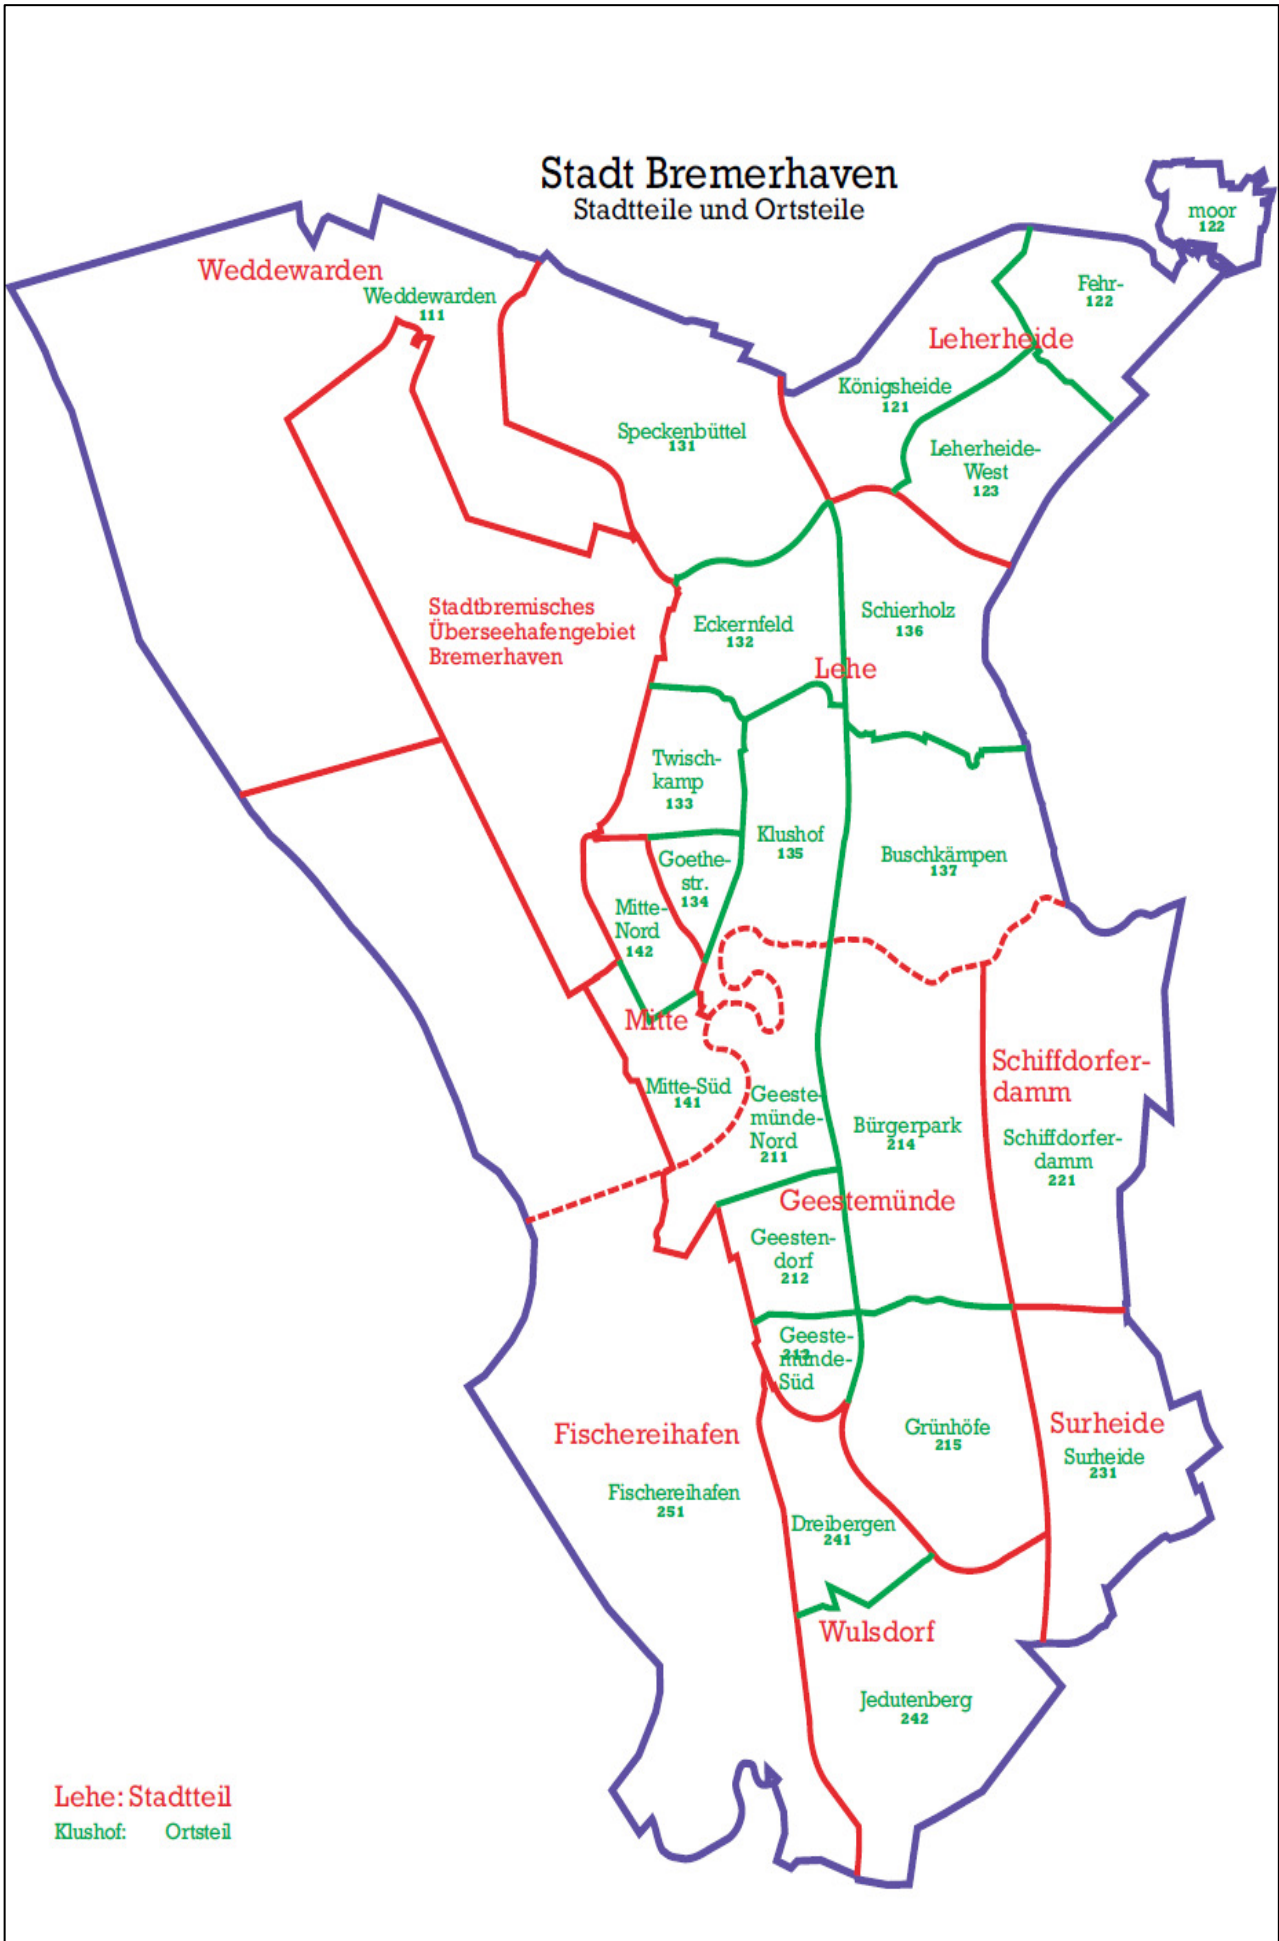 Stadt Bremerhaven
Stadtteile und Ortsteile
moor
122
Weddewarden
Weddewarden
111
Fehr-
122
Leherheide
Königsheide
121
Speckenbüttel
131
Leherheide-
West
123
Stadtbremisches
Überseehafengebiet
Bremerhaven
Eckernfeld
132
Schierholz
136
Lehe
Twisch-
kamp
133
Klushof
135
Goethe-
str.
134
Buschkämpen
137
Mitte-
Nord
142
Mitte
Mitte-Süd
141
Geeste-
münde-
Nord
211
Bürgerpark
214
Schiffdorfer-
damm
Schiffdorfer-
damm
221
Geestemünde
Geesten-
dorf
212
Geeste-
213
münde-
Süd
Fischereihafen
Fischereihafen
251
Grünhöfe
215
Surheide
Surheide
231
Dreibergen
241
Wulsdorf
Jedutenberg
242
Lehe: Stadtteil
Klushof: Ortsteil